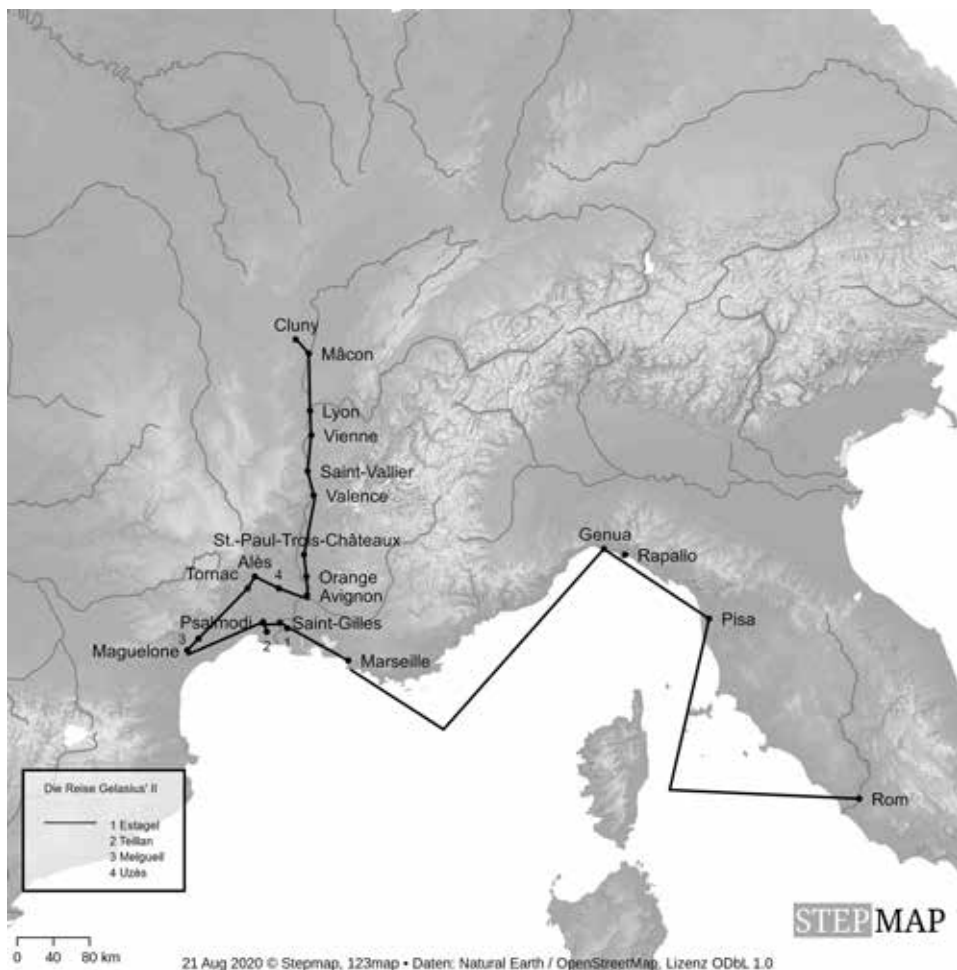 Cluny
Mâcon
Lyon
Vienne
Saint-Vallier
Valence
St.-Paul-Trois-Châteaux
Alès
Tornac
4
Orange
Avignon
Psalmodi
Saint-Gilles
3
2
1
Maguelone
Marseille
Genua
Rapallo
Pisa
Rom
Die Reise Gelasius' II
1 Estagel
2 Teillan
3 Melgueil
4 Uzès
STEPMAP
0 40 80 km
21 Aug 2020 © Stepmap, 123map • Daten: Natural Earth / OpenStreetMap, Lizenz ODbL 1.0